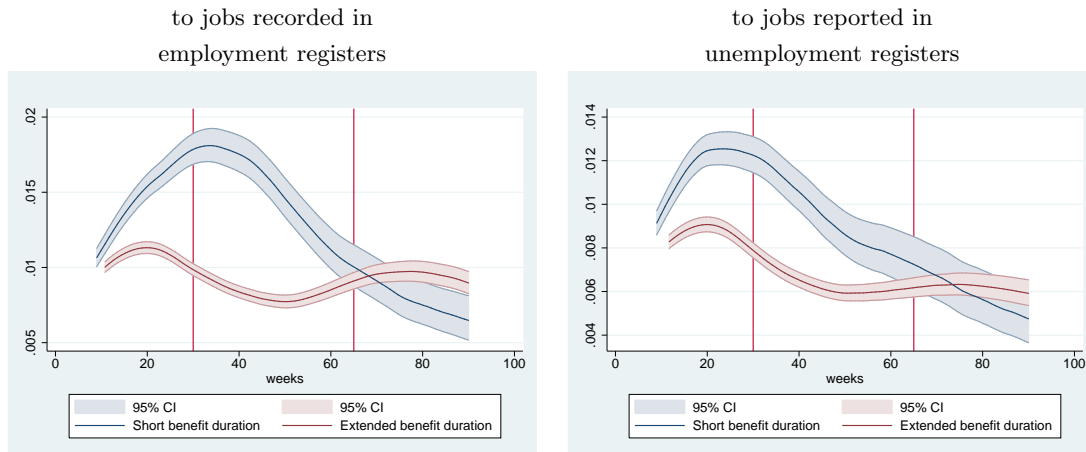 to jobs recorded in
employment registers
.02
.015
.01
.005
0 20 40 60 80 100
weeks
95% CI 95% CI
Short benefit duration Extended benefit duration
to jobs reported in
unemployment registers
.014
.012
.01
.008
.006
.004
0 20 40 60 80 100
weeks
95% CI 95% CI
Short benefit duration Extended benefit duration